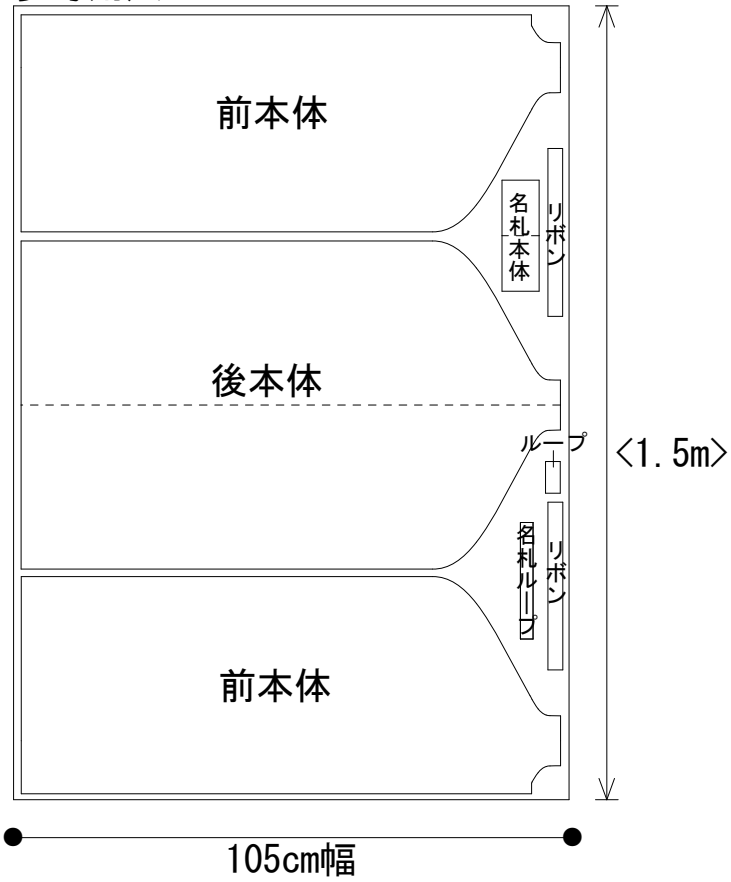 前本体
名札本体
リボン
後本体
ループ
<1.5m>
名札ループ
リボン
前本体
105cm幅